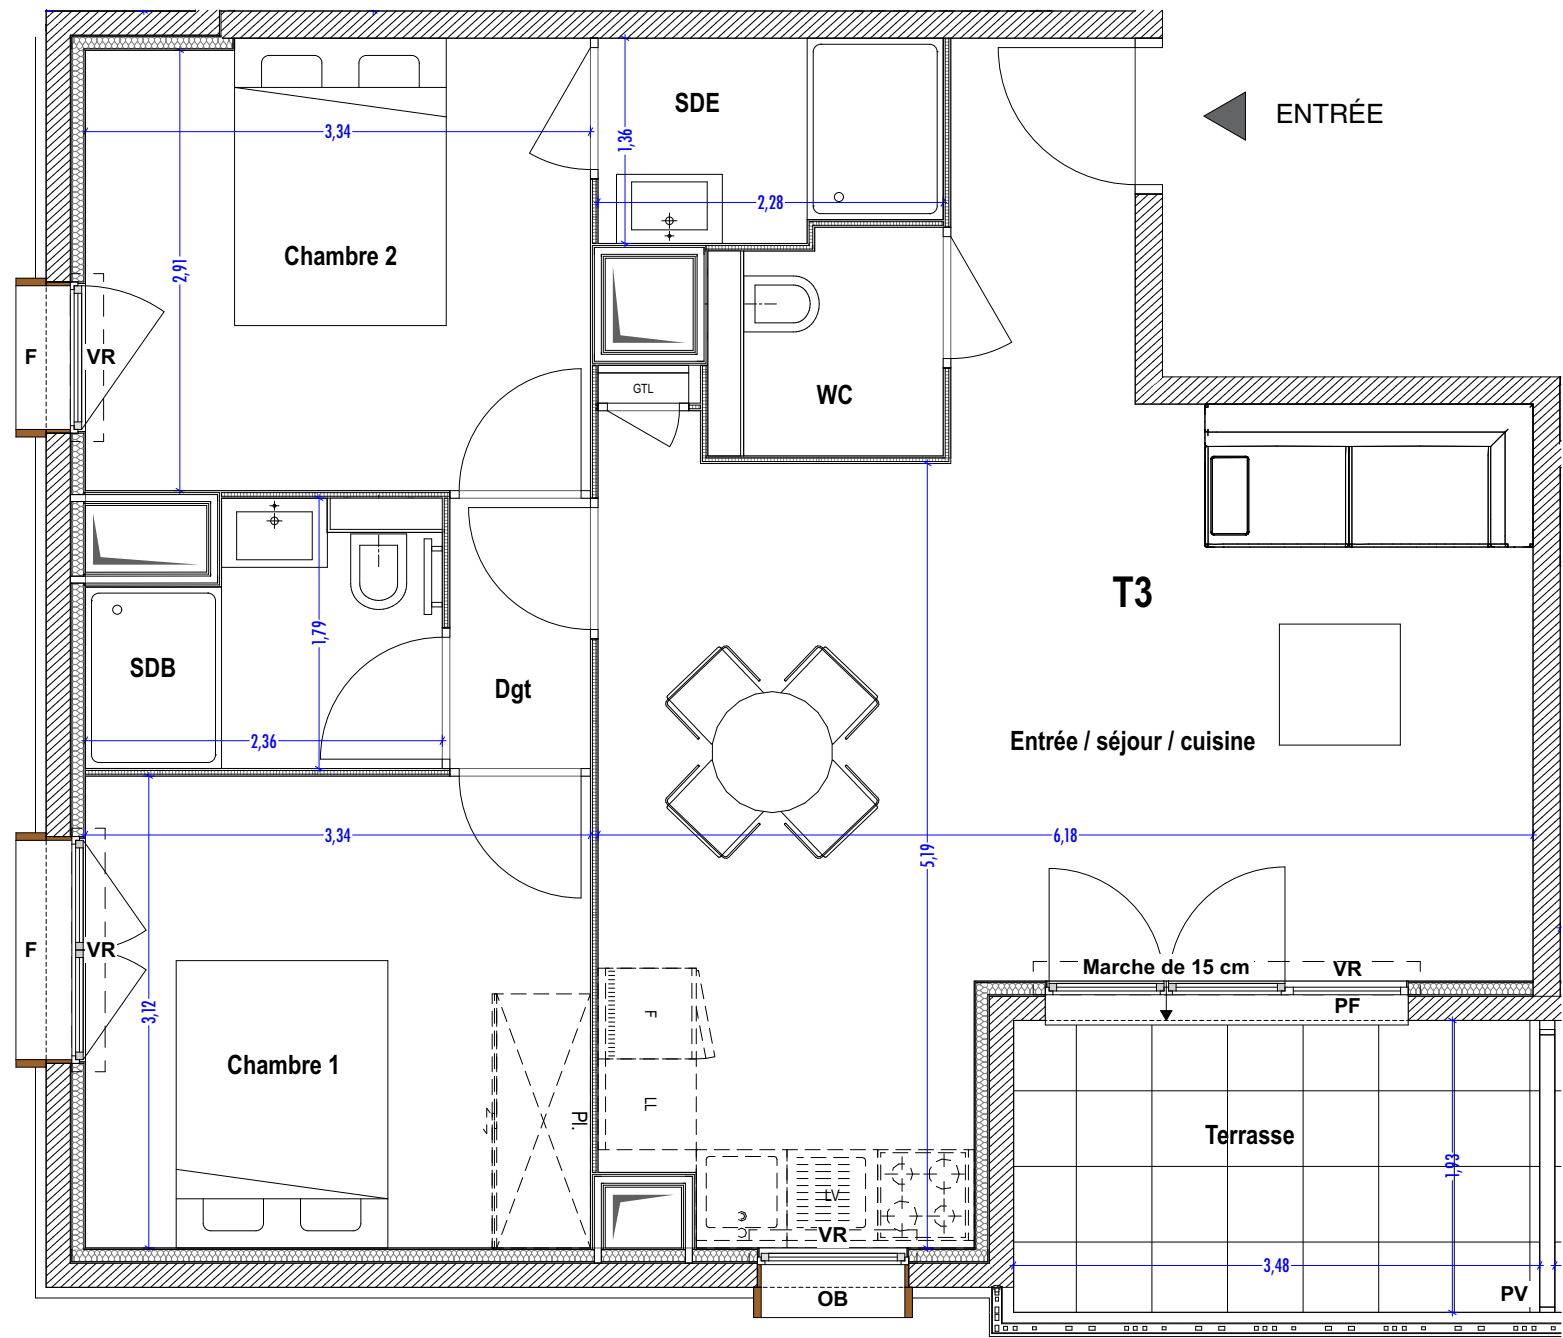 SDE
ENTRÉE
3,34
1,36
2,28
Chambre 2
2,91
F
VR
GTL
WC
T3
1,79
SDB
Dgt
2,36
Entrée / séjour / cuisine
3,34
6,18
5,19
F
VR
Marche de 15 cm
VR
PF
3,12
F
Chambre 1
LL
Pl.
Terrasse
1,93
LV
VR
3,48
OB
PV